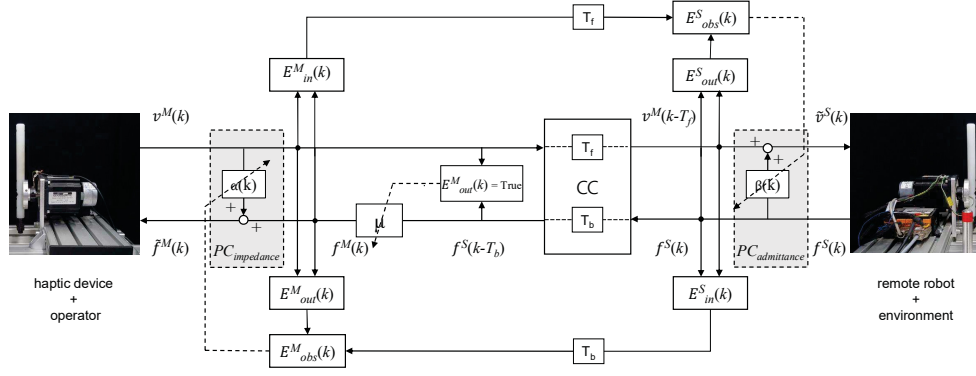 T_f
E^S_obs(k)
E^M_in(k)
E^S_out(k)
v^M(k)
v^M(k-T_f)
ṽ^S(k)
+
+
T_f
α(k)
E^M_out(k) = True
CC
β(k)
+
+
μ
T_b
f̃^M(k)
PC_impedance
f^M(k)
f^S(k-T_b)
f^S(k)
PC_admittance
f^S(k)
haptic device
+
operator
E^M_out(k)
E^S_in(k)
remote robot
+
environment
E^M_obs(k)
T_b